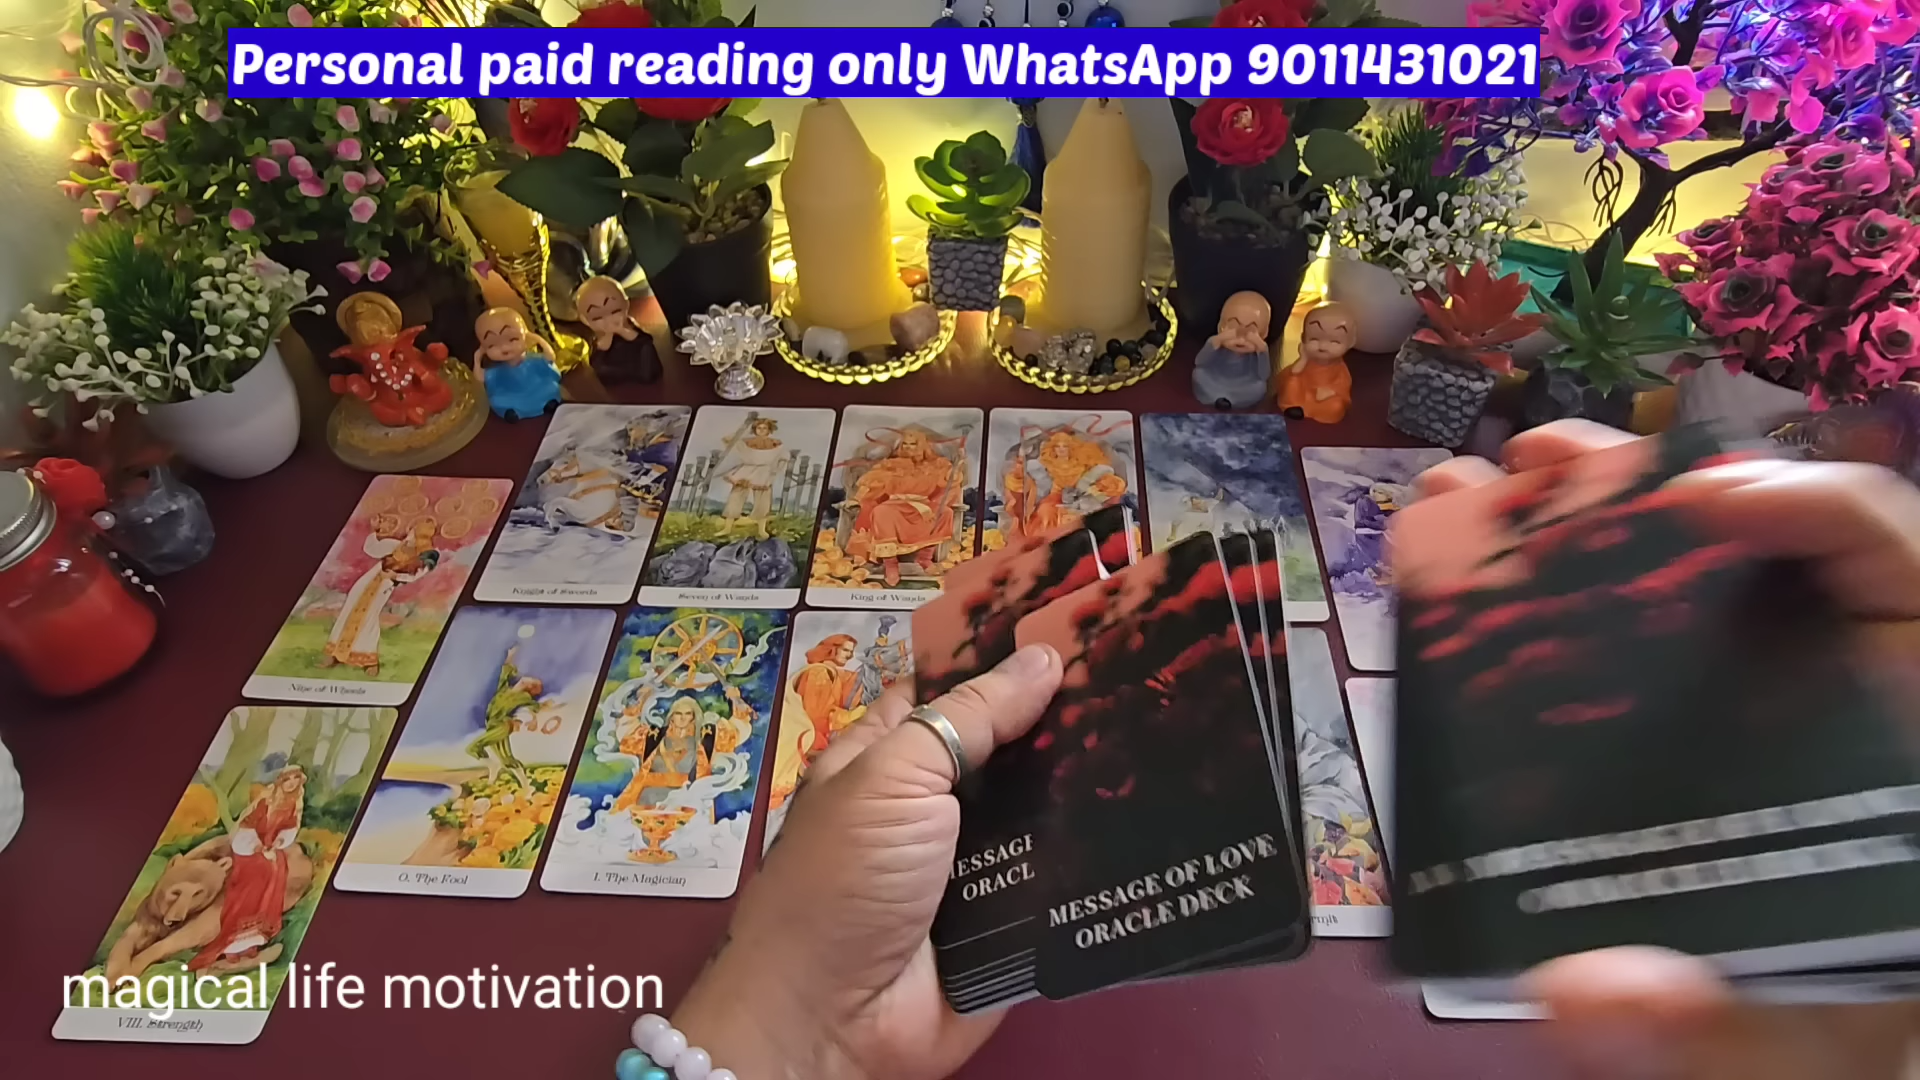 Personal paid reading only WhatsApp 9011431021
Knight of Swords
Seven of Wands
King of Wands
Nine of Wheels
0. The Fool
I. The Magician
MESSAGE OF LOVE
ORACLE DECK
magical life motivation
VIII. Strength